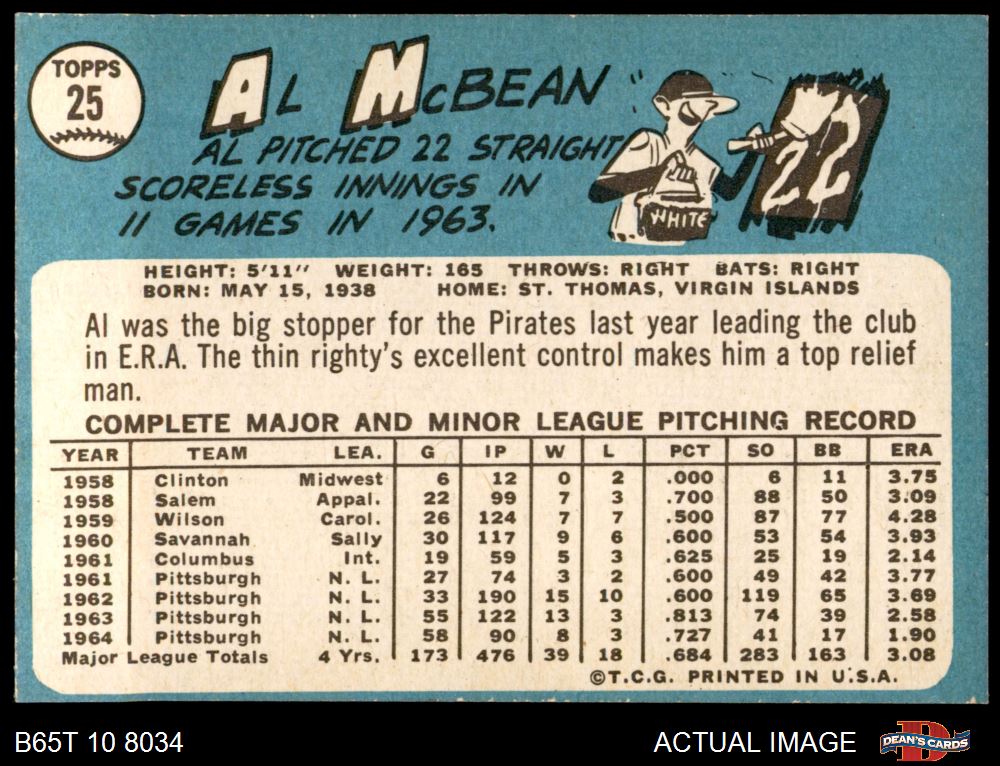 TOPPS
25
AL McBEAN
AL PITCHED 22 STRAIGHT
SCORELESS INNINGS IN
11 GAMES IN 1963.
WHITE
22
HEIGHT: 5'11" WEIGHT: 165 THROWS: RIGHT BATS: RIGHT
BORN: MAY 15, 1938 HOME: ST. THOMAS, VIRGIN ISLANDS
Al was the big stopper for the Pirates last year leading the club
in E.R.A. The thin righty's excellent control makes him a top relief
man.
COMPLETE MAJOR AND MINOR LEAGUE PITCHING RECORD
YEAR TEAM LEA. G IP W L PCT SO BB ERA
1958 Clinton Midwest 6 12 0 2 .000 6 11 3.75
1958 Salem Appal. 22 99 7 3 .700 88 50 3.09
1959 Wilson Carol. 26 124 7 7 .500 87 77 4.28
1960 Savannah Sally 30 117 9 6 .600 53 54 3.93
1961 Columbus Int. 19 59 5 3 .625 25 19 2.14
1961 Pittsburgh N. L. 27 74 3 2 .600 49 42 3.77
1962 Pittsburgh N. L. 33 190 15 10 .600 119 65 3.69
1963 Pittsburgh N. L. 55 122 13 3 .813 74 39 2.58
1964 Pittsburgh N. L. 58 90 8 3 .727 41 17 1.90
Major League Totals 4 Yrs. 173 476 39 18 .684 283 163 3.08
©T.C.G. PRINTED IN U.S.A.
B65T 10 8034
ACTUAL IMAGE
DEAN'S CARDS